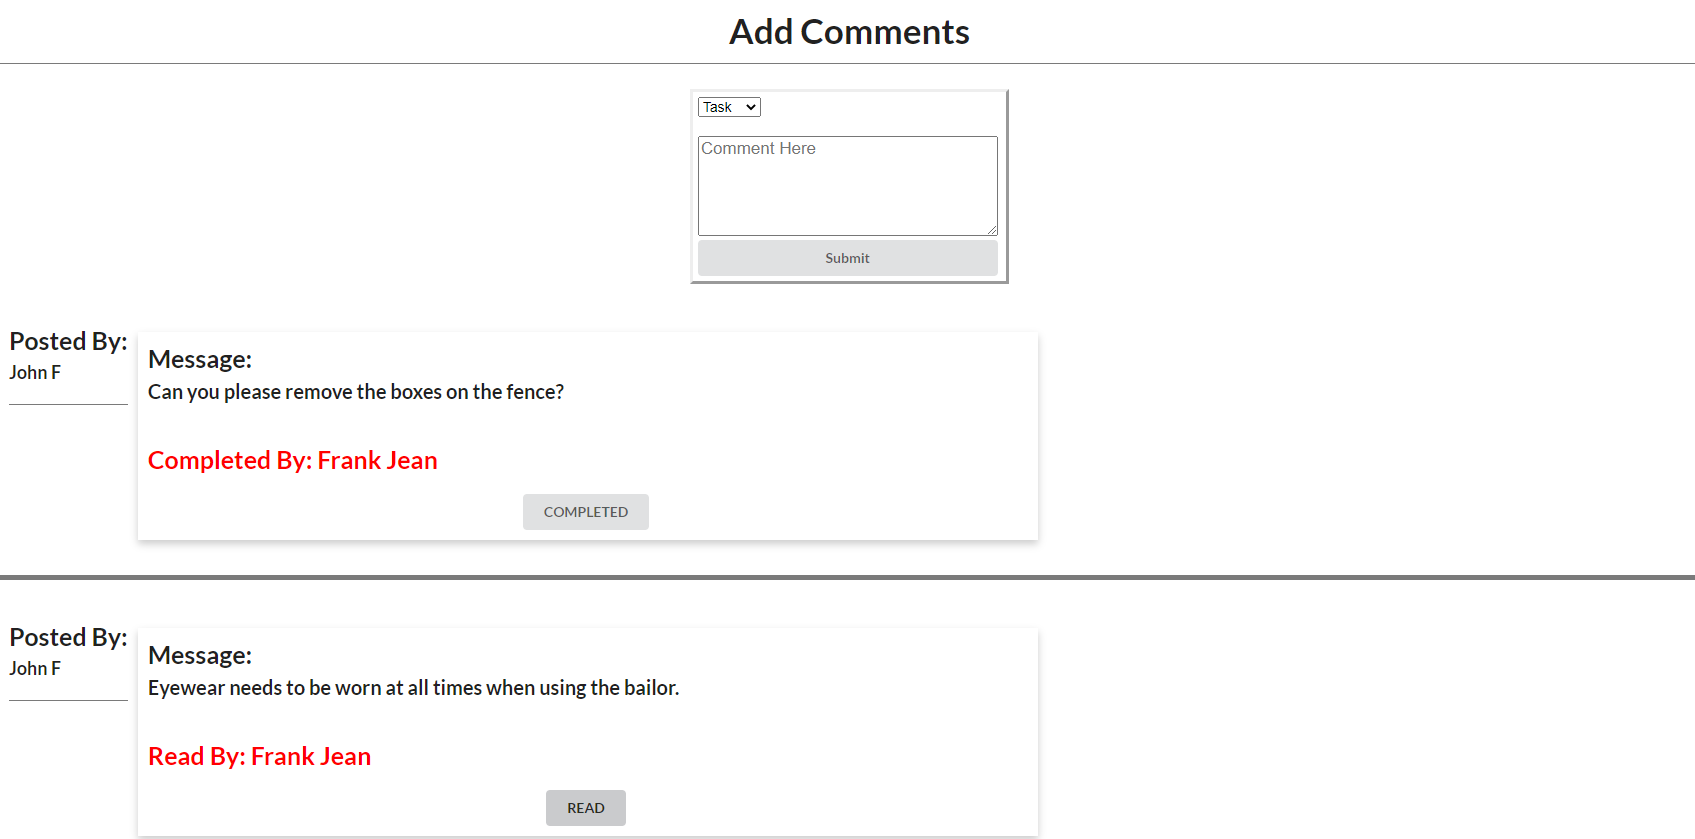 Add Comments
Task
Comment Here
Submit
Posted By:
John F
Message:
Can you please remove the boxes on the fence?
Completed By: Frank Jean
COMPLETED
Posted By:
John F
Message:
Eyewear needs to be worn at all times when using the bailor.
Read By: Frank Jean
READ